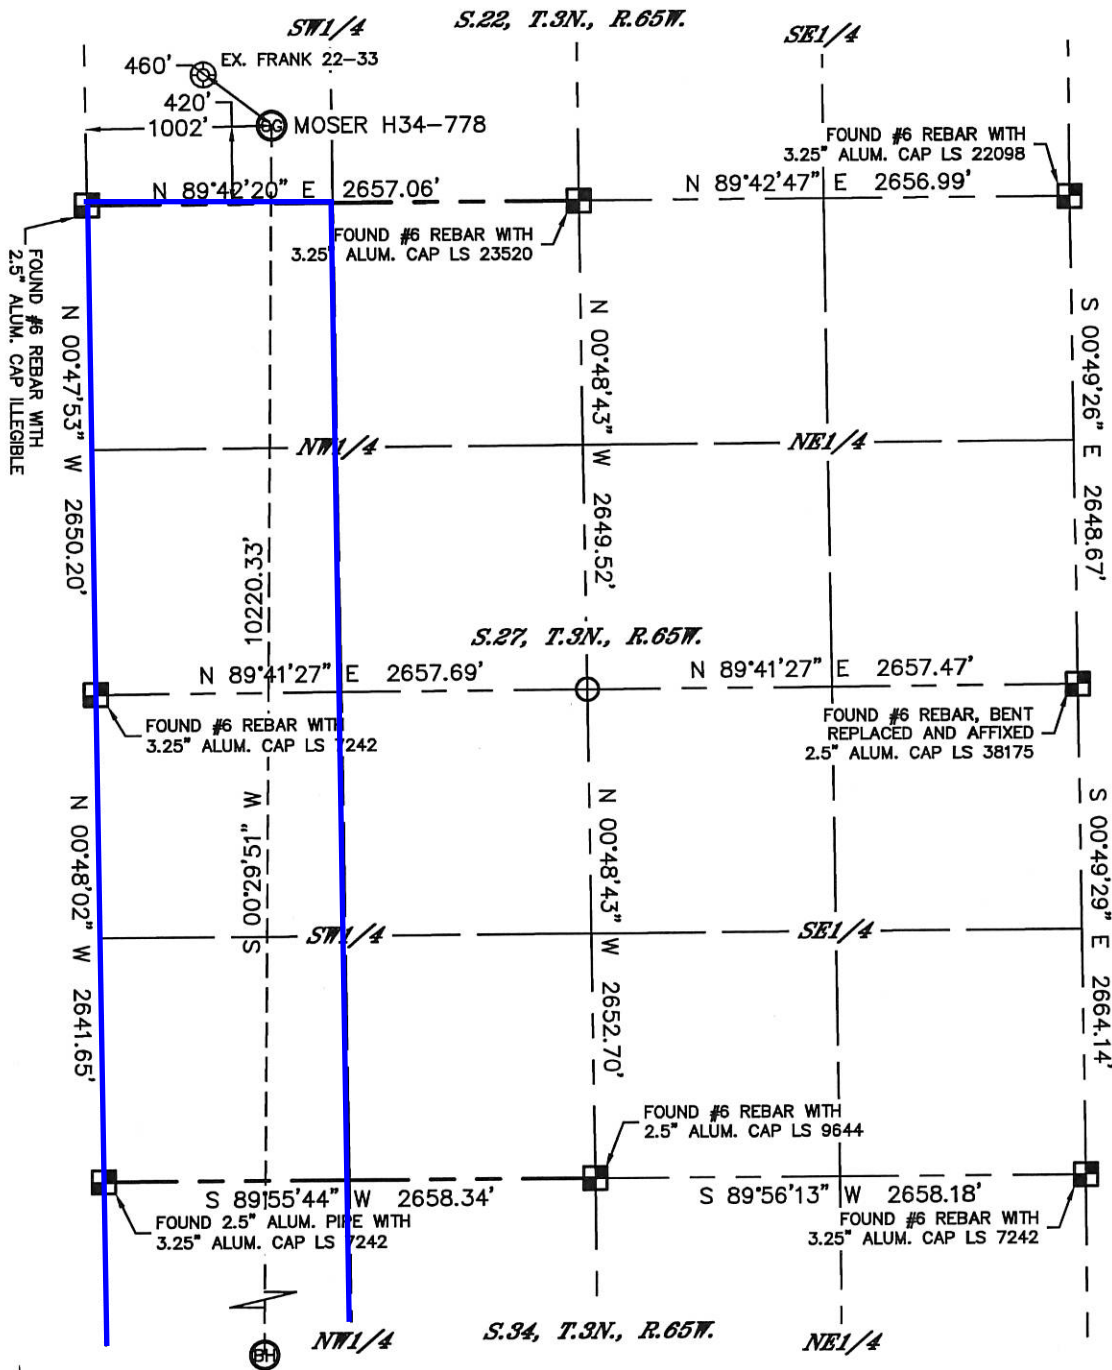 SW1/4
S.22, T.3N., R.65W.
SE1/4
460'
EX. FRANK 22-33
420'
1002'
OG
MOSER H34-778
FOUND #6 REBAR WITH
3.25" ALUM. CAP LS 22098
N 89°42'20" E 2657.06'
N 89°42'47" E 2656.99'
FOUND #6 REBAR WITH
3.25" ALUM. CAP LS 23520
FOUND #6 REBAR WITH
2.5" ALUM. CAP ILLEGIBLE
N 00°47'53" W 2650.20'
N 00°48'43" W 2649.52'
S 00°49'26" E 2648.67'
NW1/4
NE1/4
S 00°29'51" W 10220.33'
S.27, T.3N., R.65W.
N 89°41'27" E 2657.69'
N 89°41'27" E 2657.47'
FOUND #6 REBAR WITH
3.25" ALUM. CAP LS 7242
FOUND #6 REBAR, BENT
REPLACED AND AFFIXED
2.5" ALUM. CAP LS 38175
N 00°48'02" W 2641.65'
N 00°48'43" W 2652.70'
S 00°49'29" E 2664.14'
SW1/4
SE1/4
FOUND #6 REBAR WITH
2.5" ALUM. CAP LS 9644
S 89°55'44" W 2658.34'
S 89°56'13" W 2658.18'
FOUND 2.5" ALUM. PIPE WITH
3.25" ALUM. CAP LS 7242
FOUND #6 REBAR WITH
3.25" ALUM. CAP LS 7242
S.34, T.3N., R.65W.
NW1/4
NE1/4
BH